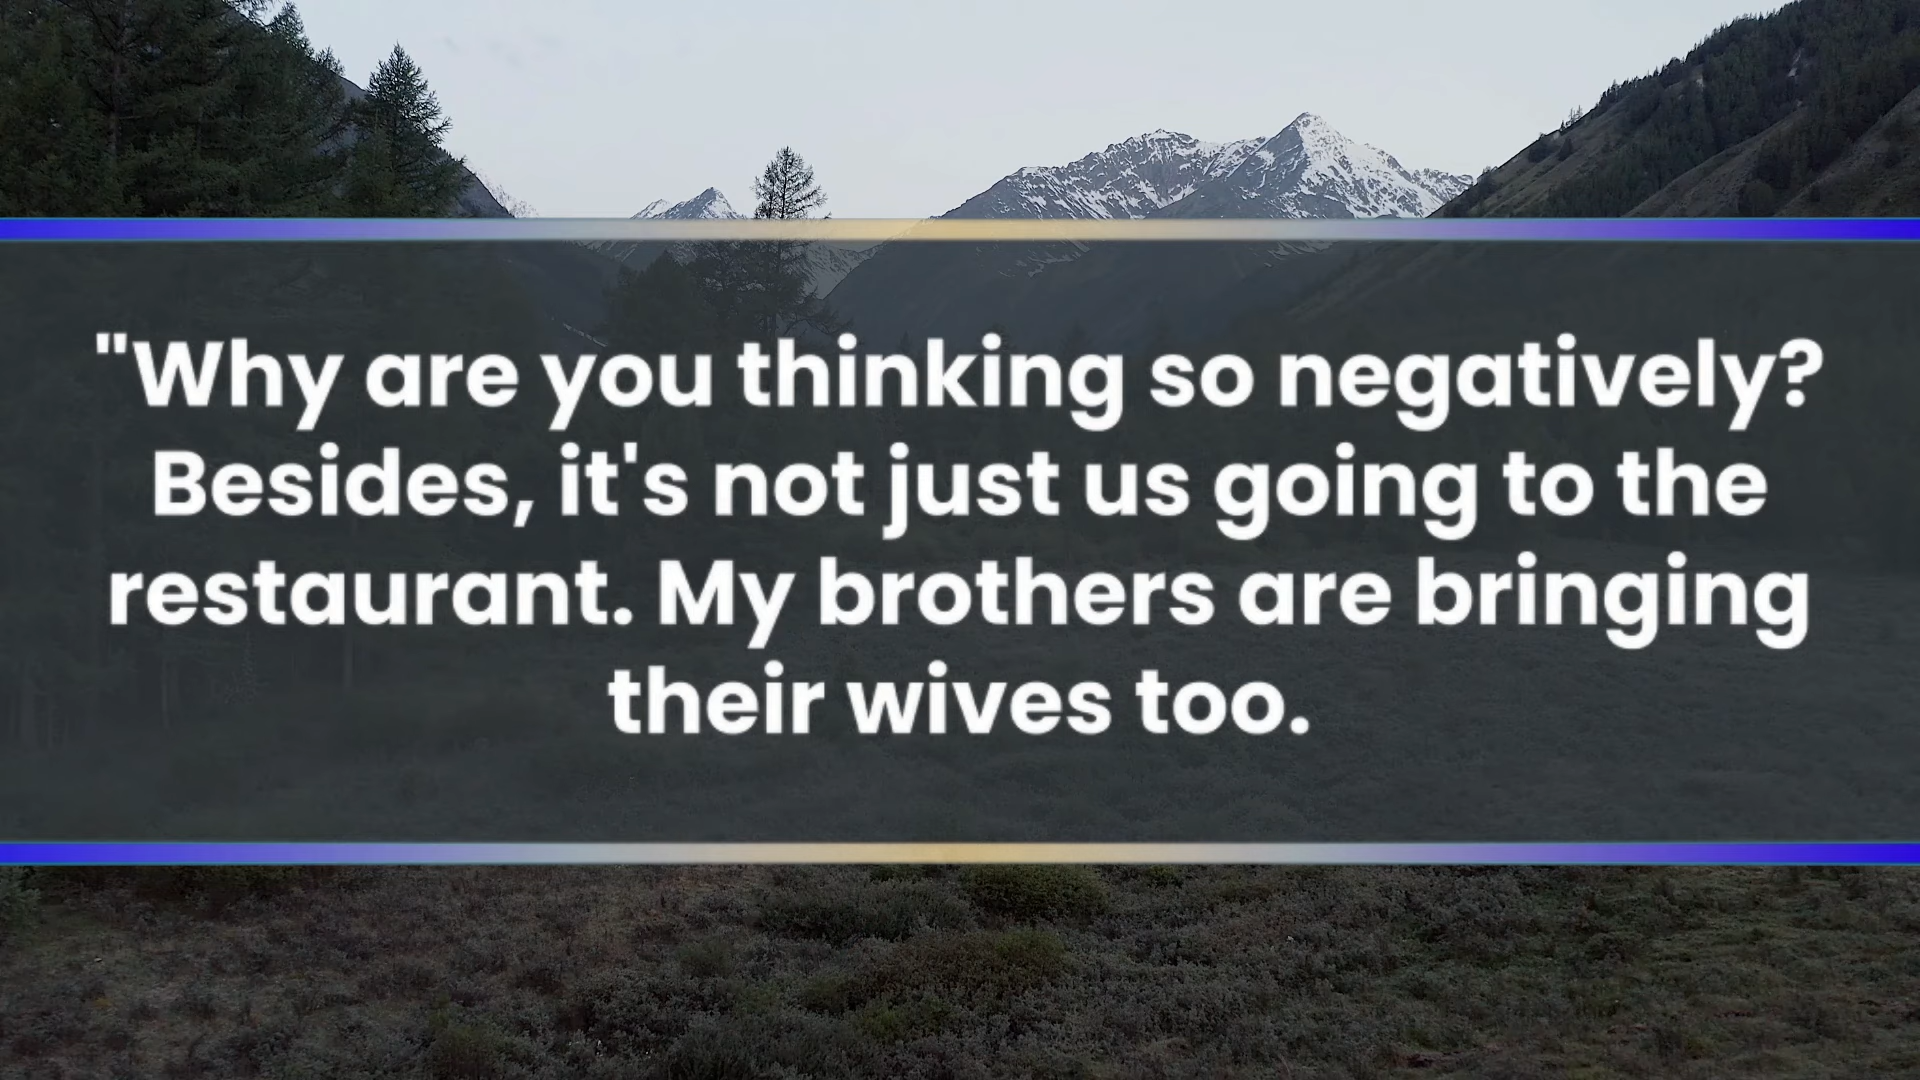 "Why are you thinking so negatively?
Besides, it's not just us going to the
restaurant. My brothers are bringing
their wives too.